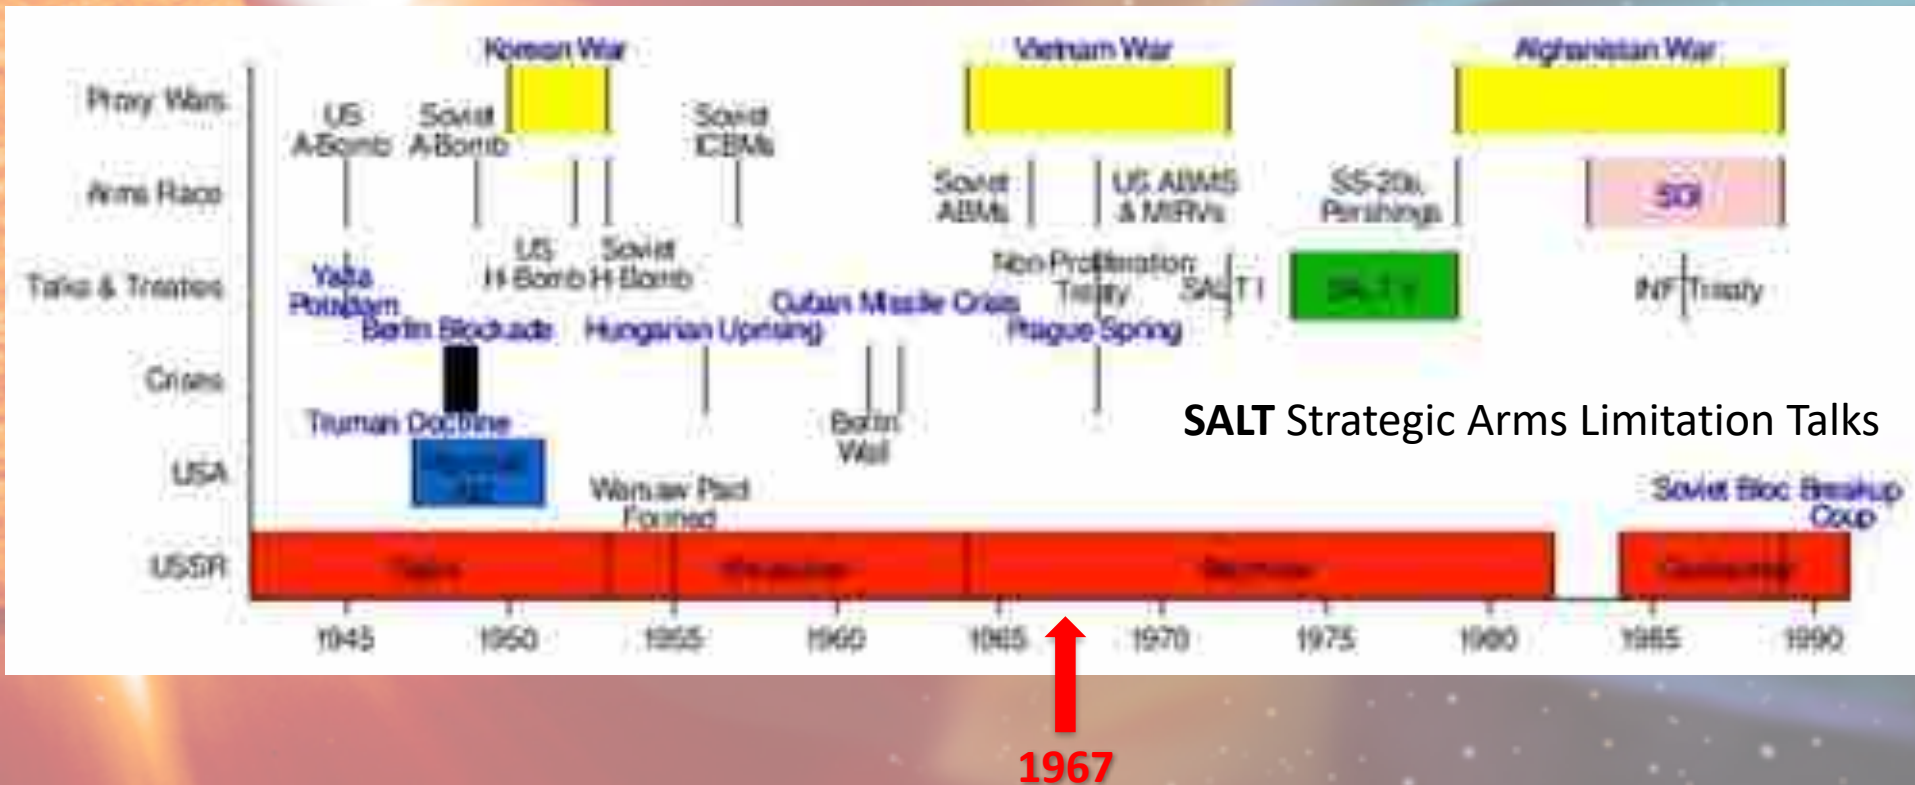 Korean War
Vietnam War
Afghanistan War
Proxy Wars
US
A-Bomb
Soviet
A-Bomb
Soviet
ICBMs
Arms Race
Soviet
ABMs
US ABMS
& MIRVs
SS-20s,
Pershings
SDI
US
H-Bomb
Soviet
H-Bomb
Talks & Treaties
Yalta
Potsdam
Non-Proliferation
Treaty
SALT I
SALT II
INF Treaty
Berlin Blockade
Hungarian Uprising
Cuban Missile Crisis
Prague Spring
Crises
Truman Doctrine
Berlin
Wall
SALT Strategic Arms Limitation Talks
USA
Warsaw Pact
Formed
Soviet Bloc Breakup
Coup
USSR
Brezhnev
1945
1950
1955
1960
1965
1970
1975
1980
1985
1990
1967